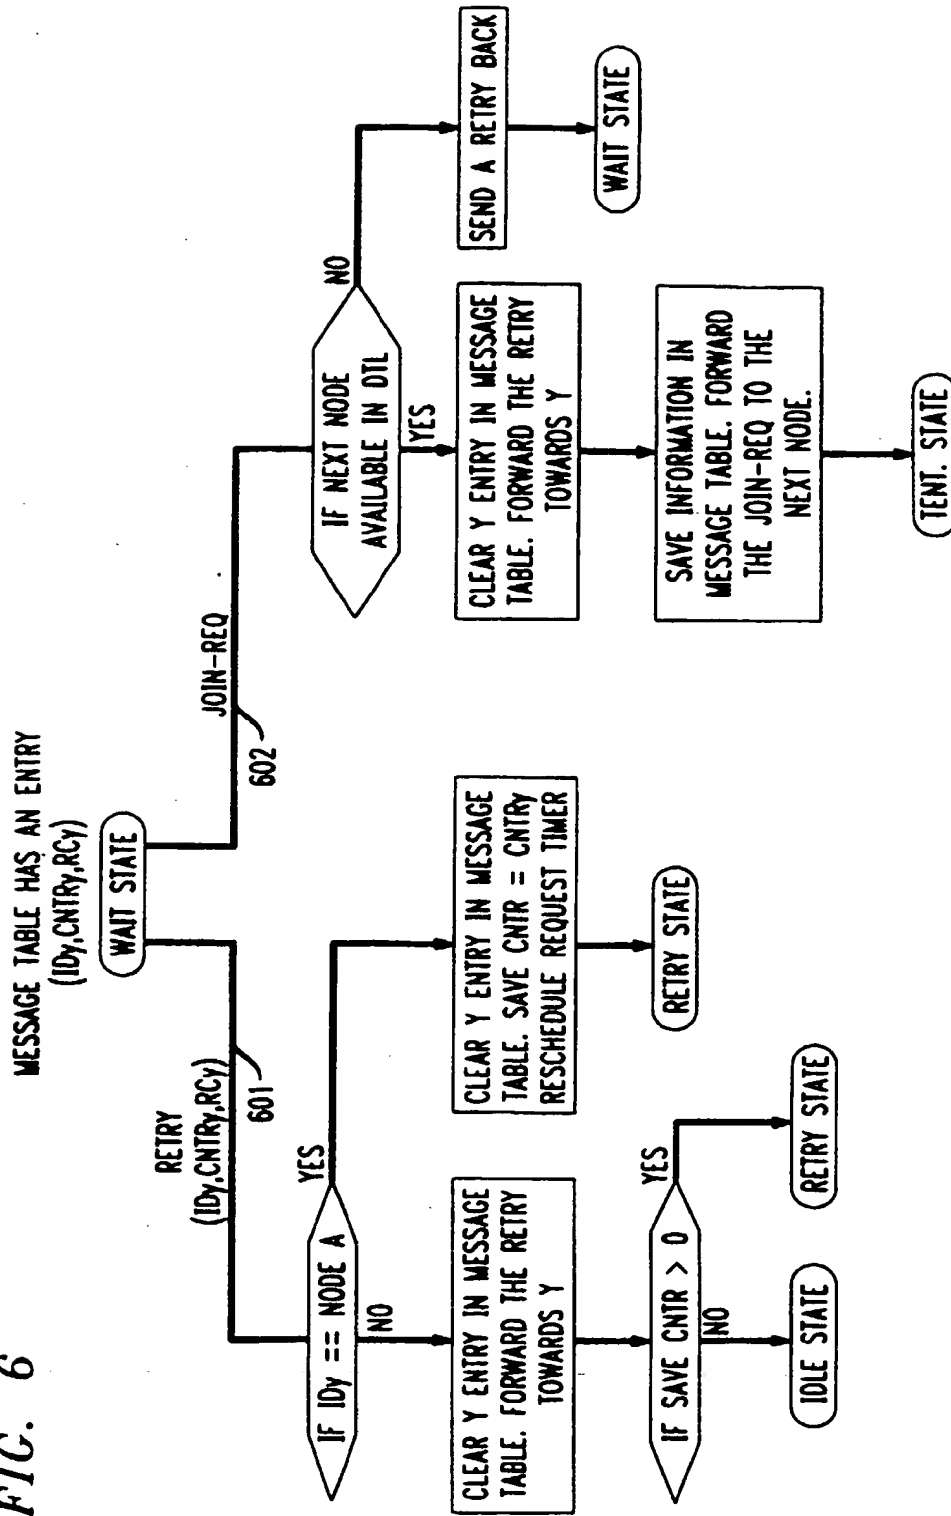 FIG. 6
MESSAGE TABLE HAS AN ENTRY
(IDy,CNTRy,RCy)
WAIT STATE
RETRY
(IDy,CNTRy,RCy)
601
JOIN-REQ
602
IF IDy == NODE A
YES
NO
CLEAR Y ENTRY IN MESSAGE
TABLE. FORWARD THE RETRY
TOWARDS Y
IF SAVE CNTR > 0
YES
NO
IDLE STATE
RETRY STATE
CLEAR Y ENTRY IN MESSAGE
TABLE. SAVE CNTR = CNTRy
RESCHEDULE REQUEST TIMER
RETRY STATE
IF NEXT NODE
AVAILABLE IN DTL
NO
YES
CLEAR Y ENTRY IN MESSAGE
TABLE. FORWARD THE RETRY
TOWARDS Y
SAVE INFORMATION IN
MESSAGE TABLE. FORWARD
THE JOIN-REQ TO THE
NEXT NODE.
TENT. STATE
SEND A RETRY BACK
WAIT STATE